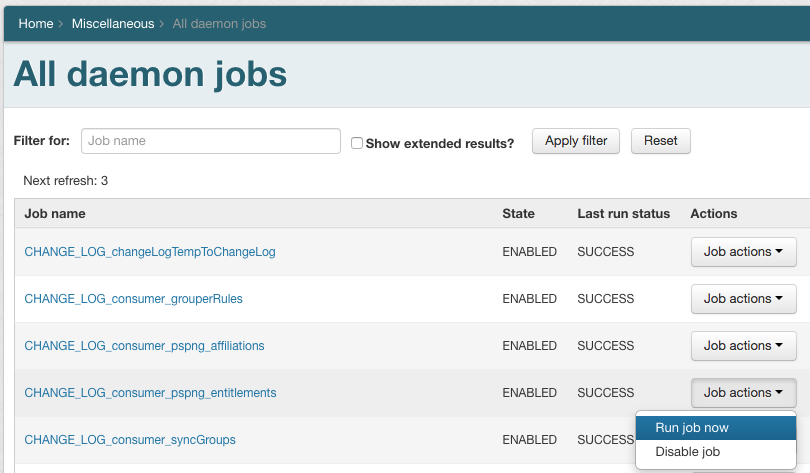 Home > Miscellaneous > All daemon jobs
All daemon jobs
Filter for: Job name Show extended results? Apply filter Reset
Next refresh: 3
Job name State Last run status Actions
CHANGE_LOG_changeLogTempToChangeLog ENABLED SUCCESS Job actions
CHANGE_LOG_consumer_grouperRules ENABLED SUCCESS Job actions
CHANGE_LOG_consumer_pspng_affiliations ENABLED SUCCESS Job actions
CHANGE_LOG_consumer_pspng_entitlements ENABLED SUCCESS Job actions
Run job now
CHANGE_LOG_consumer_syncGroups ENABLED SUCCESS
Disable job